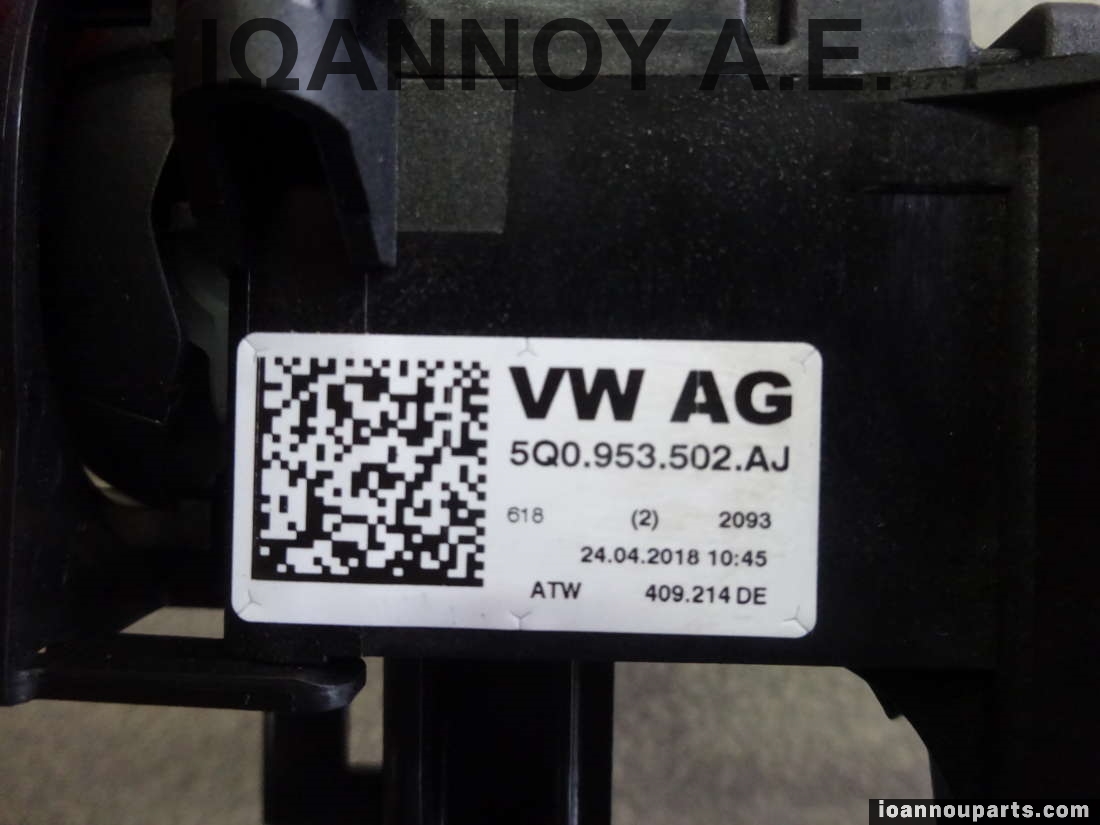 IOANNOY A.E.
VW AG
5Q0.953.502.AJ
618 (2) 2093
24.04.2018 10:45
ATW 409.214 DE
ioannouparts.com